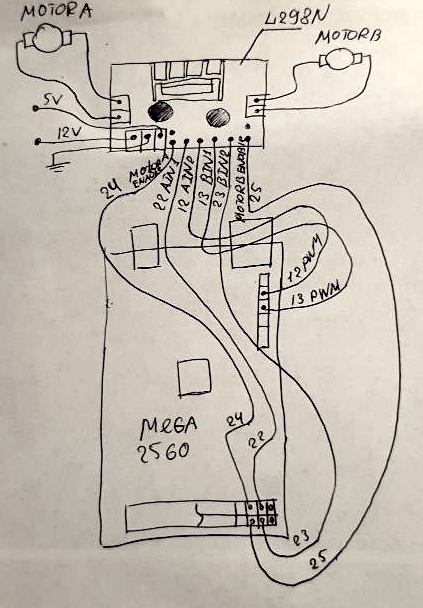 MOTORA
L298N
MOTORB
5V
12V
24
MOTORA
ENABLE
22 AIN1
12 AIN2
13 BIN1
23 BIN2
MOTORB ENABLE
25
12 PWM
13 PWM
24
22
MEGA
2560
23
25